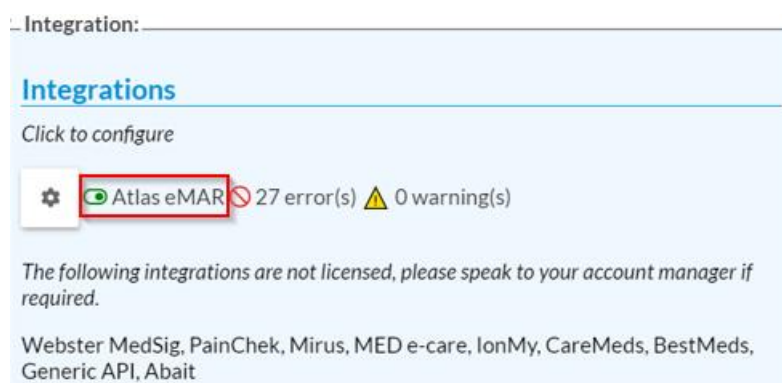 Integration:
Integrations
Click to configure
Atlas eMAR 27 error(s) 0 warning(s)
The following integrations are not licensed, please speak to your account manager if
required.
Webster MedSig, PainChek, Mirus, MED e-care, IonMy, CareMeds, BestMeds,
Generic API, Abait